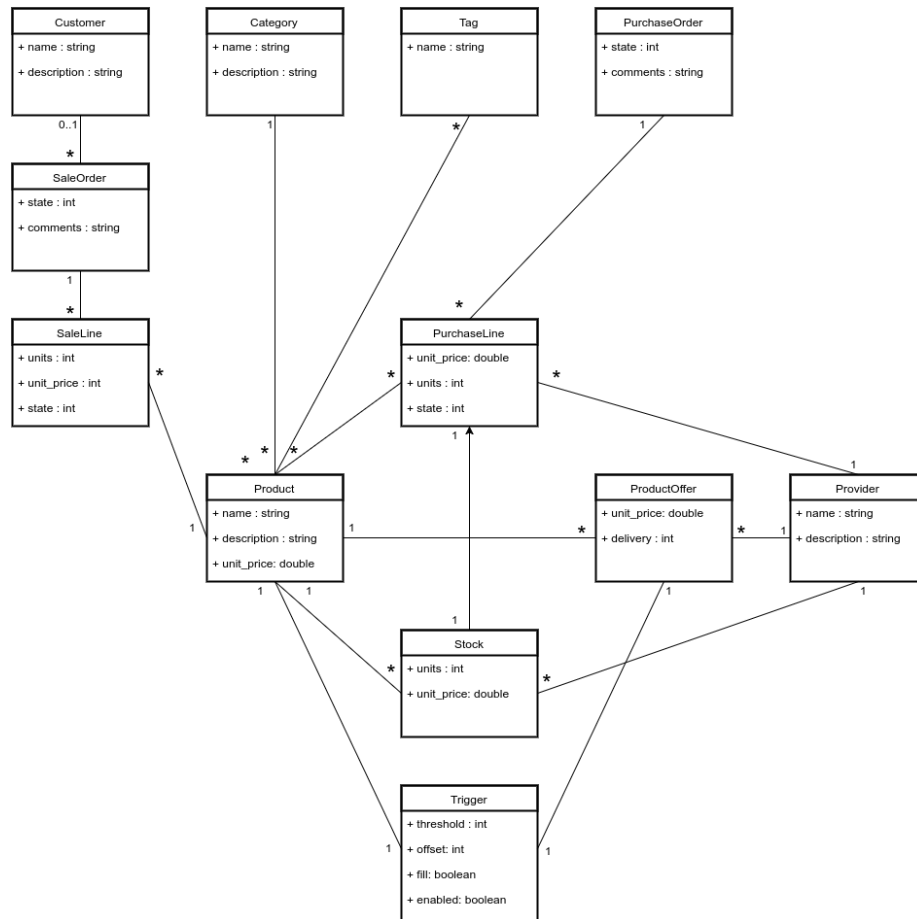 Customer
+ name : string
+ description : string
Category
+ name : string
+ description : string
Tag
+ name : string
PurchaseOrder
+ state : int
+ comments : string
0..1
*
1
*
1
*
SaleOrder
+ state : int
+ comments : string
1
*
SaleLine
+ units : int
+ unit_price : int
+ state : int
*
PurchaseLine
+ unit_price: double
+ units : int
+ state : int
*
*
1
*
*
*
1
Product
+ name : string
+ description : string
+ unit_price: double
1
1
*
ProductOffer
+ unit_price: double
+ delivery : int
*
1
Provider
+ name : string
+ description : string
1
1
1
1
1
Stock
+ units : int
+ unit_price: double
*
*
Trigger
+ threshold : int
+ offset: int
+ fill: boolean
+ enabled: boolean
1
1